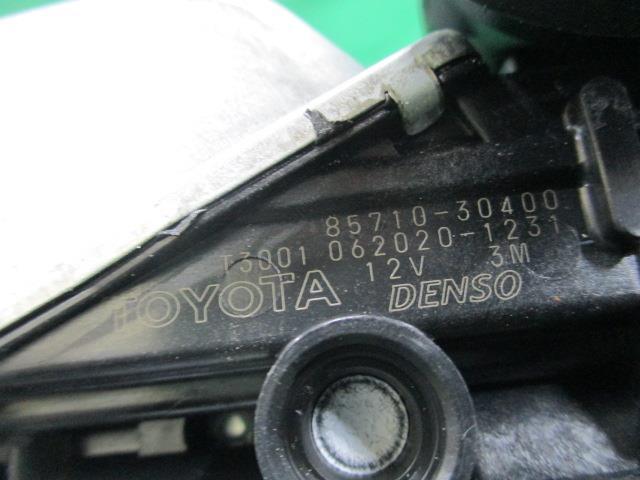 85710-30400
T3001 062020-1231
12V 3M
TOYOTA DENSO